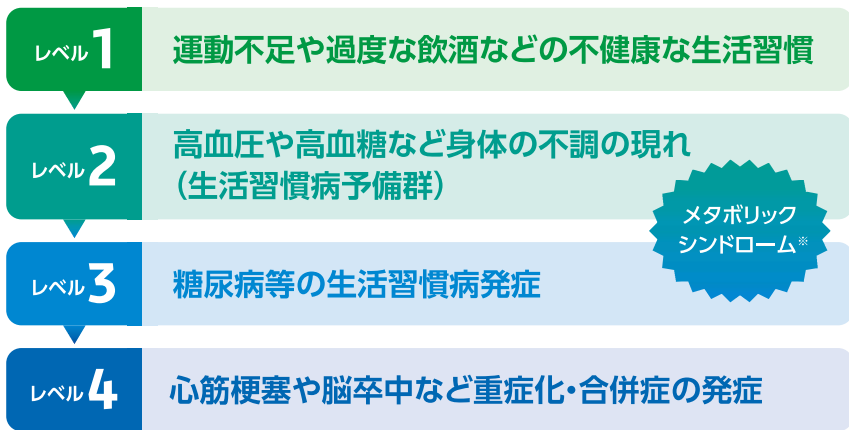 レベル1 運動不足や過度な飲酒などの不健康な生活習慣
レベル2 高血圧や高血糖など身体の不調の現れ
（生活習慣病予備群）
メタボリック
シンドローム※
レベル3 糖尿病等の生活習慣病発症
レベル4 心筋梗塞や脳卒中など重症化・合併症の発症